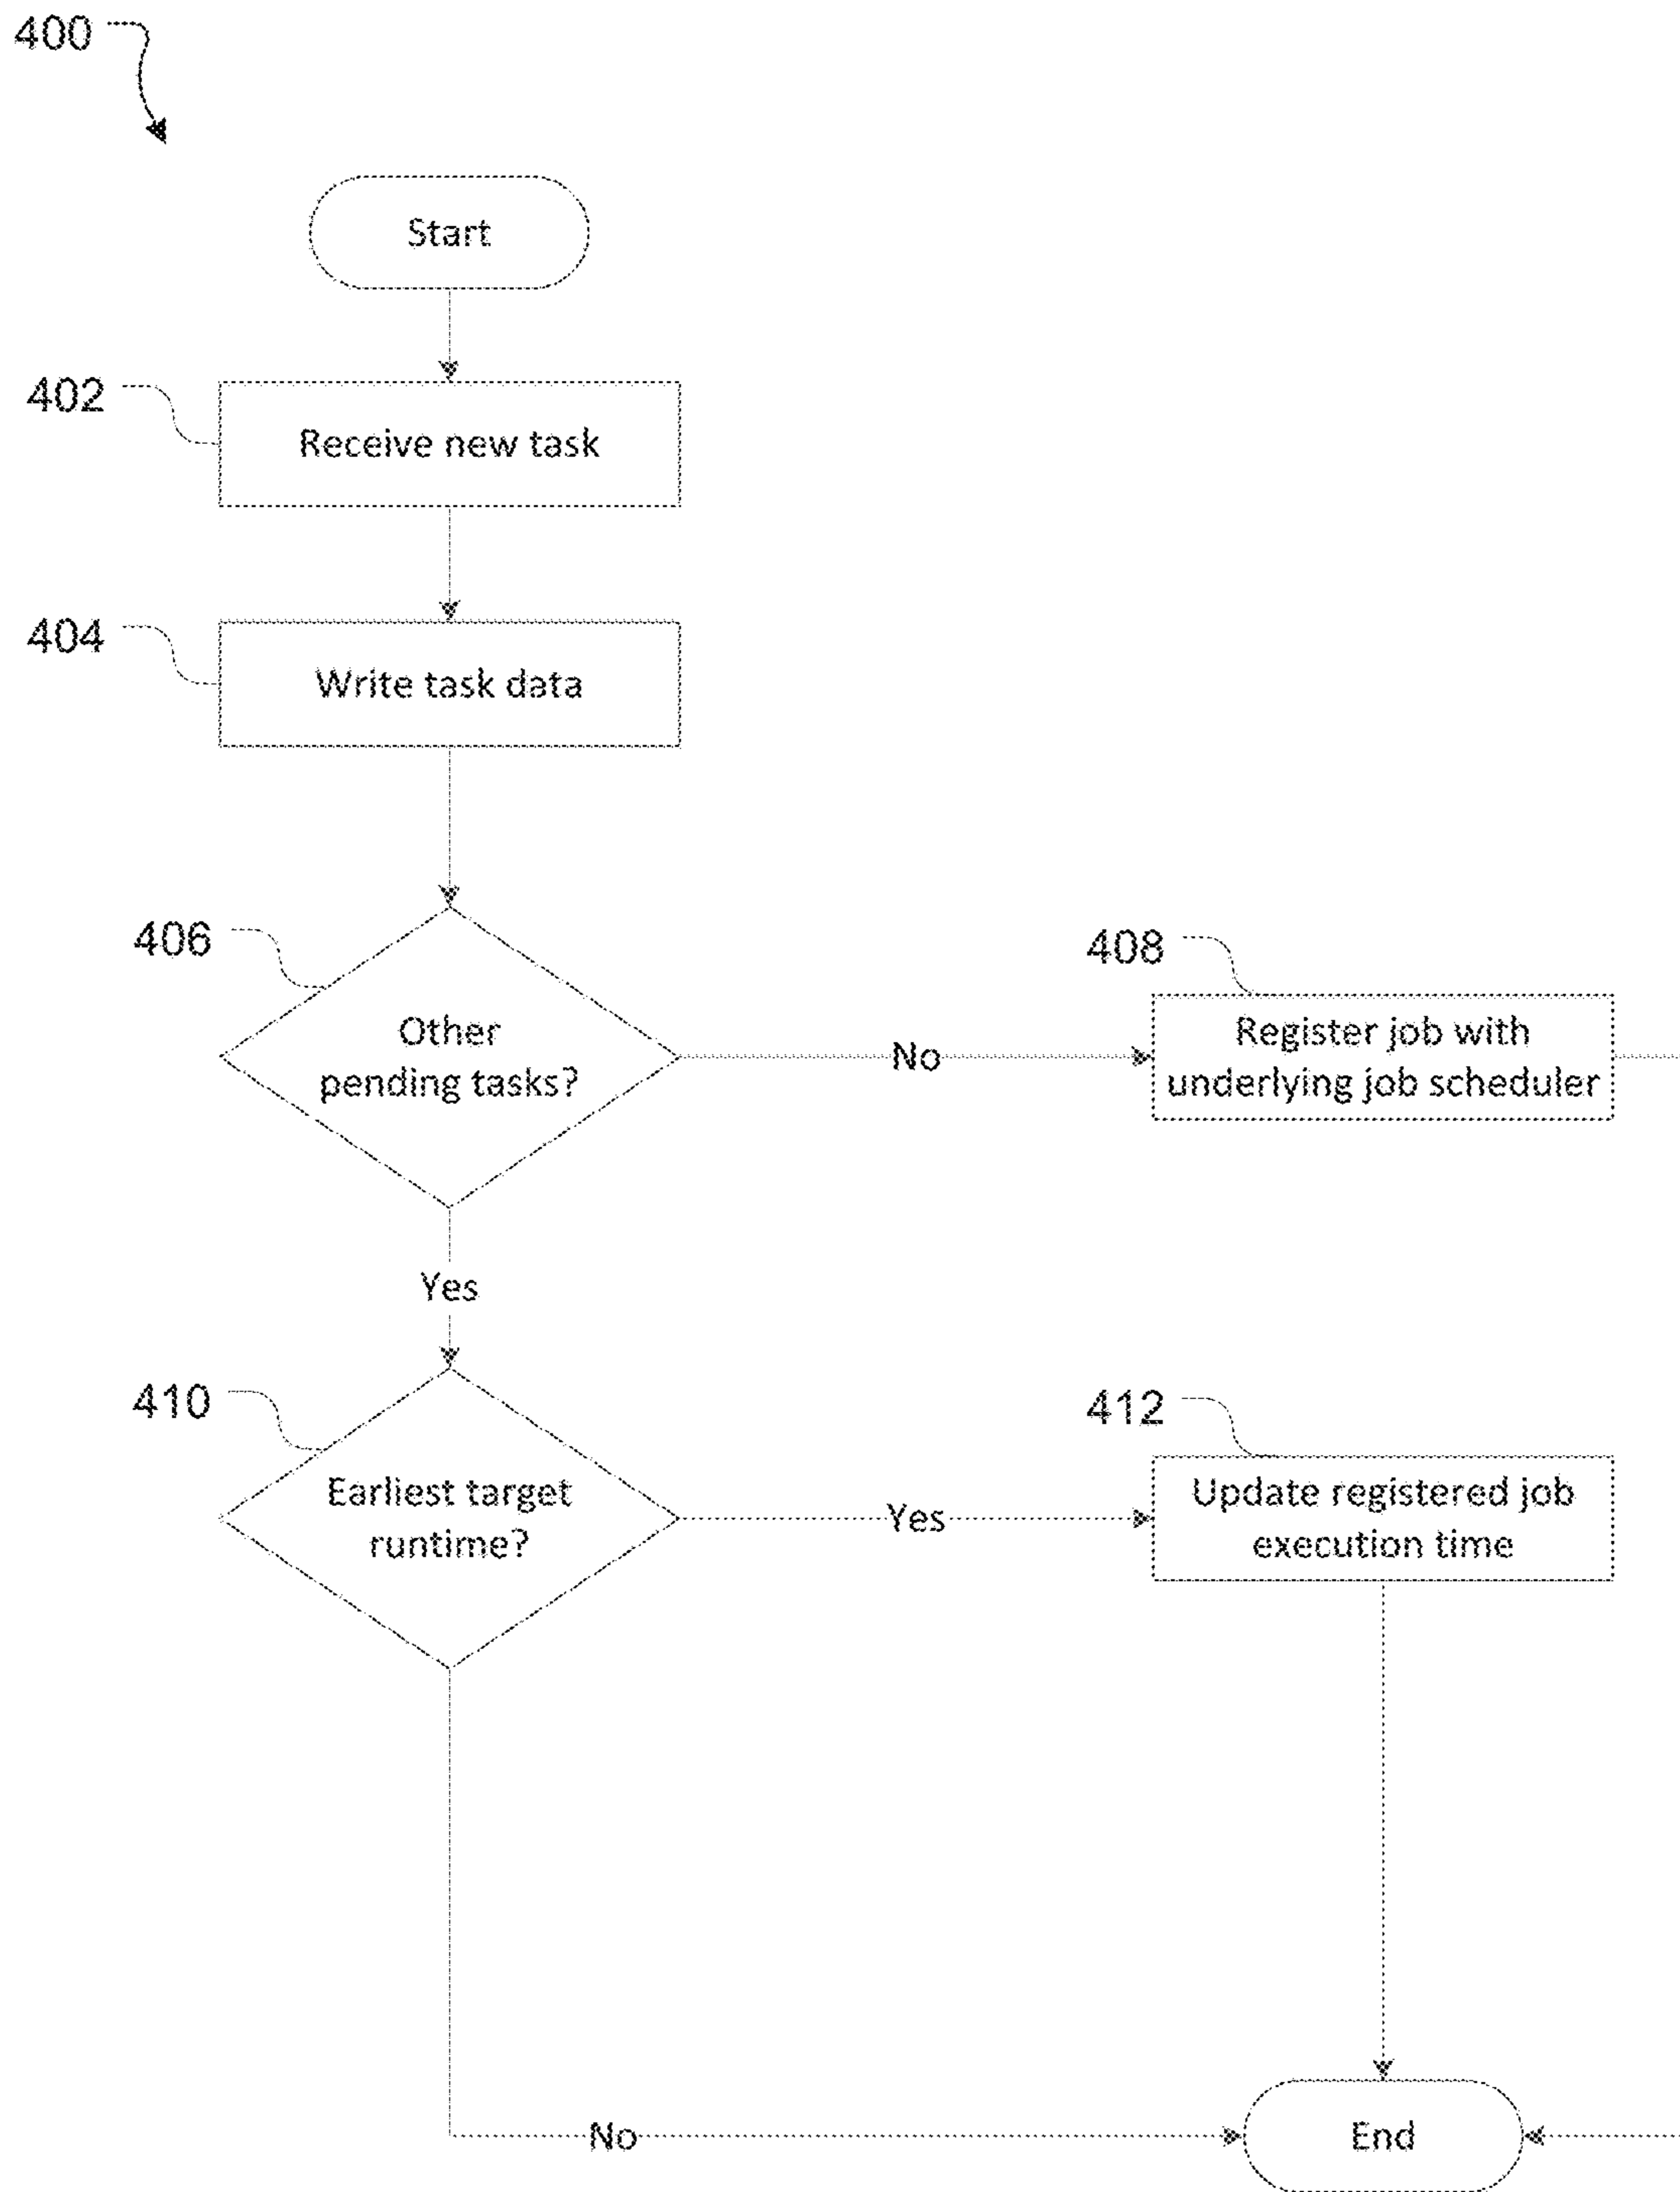 400
Start
402
Receive new task
404
Write task data
406
Other
pending tasks?
No
408
Register job with
underlying job scheduler
Yes
410
Earliest target
runtime?
Yes
412
Update registered job
execution time
No
End